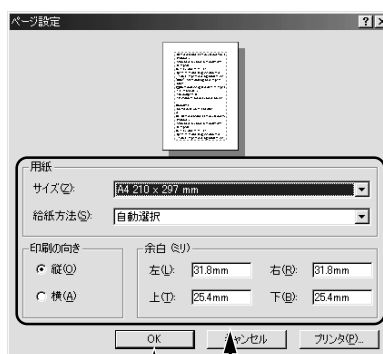 ページ設定
用紙
サイズ(Z):
A4 210 x 297 mm
給紙方法(S):
自動選択
印刷の向き
縦(O)
横(A)
余白 (ミリ)
左(L): 31.8mm 右(R): 31.8mm
上(T): 25.4mm 下(B): 25.4mm
OK キャンセル プリンタ(P)...